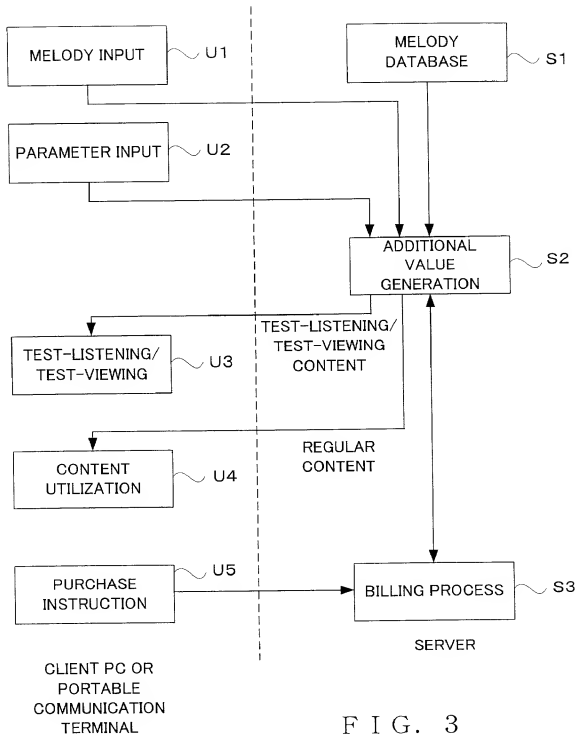 MELODY INPUT
U1
MELODY
DATABASE
S1
PARAMETER INPUT
U2
ADDITIONAL
VALUE
GENERATION
S2
TEST-LISTENING/
TEST-VIEWING
CONTENT
TEST-LISTENING/
TEST-VIEWING
U3
REGULAR
CONTENT
CONTENT
UTILIZATION
U4
PURCHASE
INSTRUCTION
U5
BILLING PROCESS
S3
SERVER
CLIENT PC OR
PORTABLE
COMMUNICATION
TERMINAL
FIG. 3